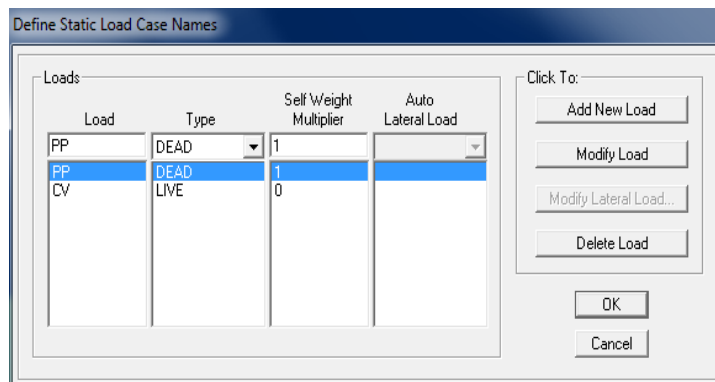 Define Static Load Case Names
Loads
Click To:
Load Type Self Weight Multiplier Auto Lateral Load
PP DEAD 1
PP DEAD 1
CV LIVE 0
Add New Load
Modify Load
Modify Lateral Load...
Delete Load
OK
Cancel